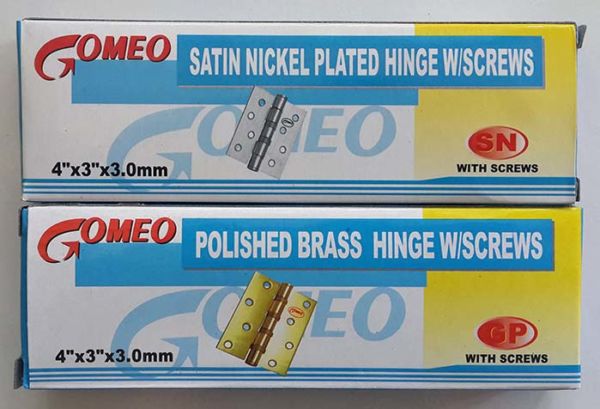 GOMEO
SATIN NICKEL PLATED HINGE W/SCREWS
GOMEO
4"x3"x3.0mm
SN
WITH SCREWS
GOMEO
POLISHED BRASS HINGE W/SCREWS
GOMEO
GOMEO
4"x3"x3.0mm
GP
WITH SCREWS